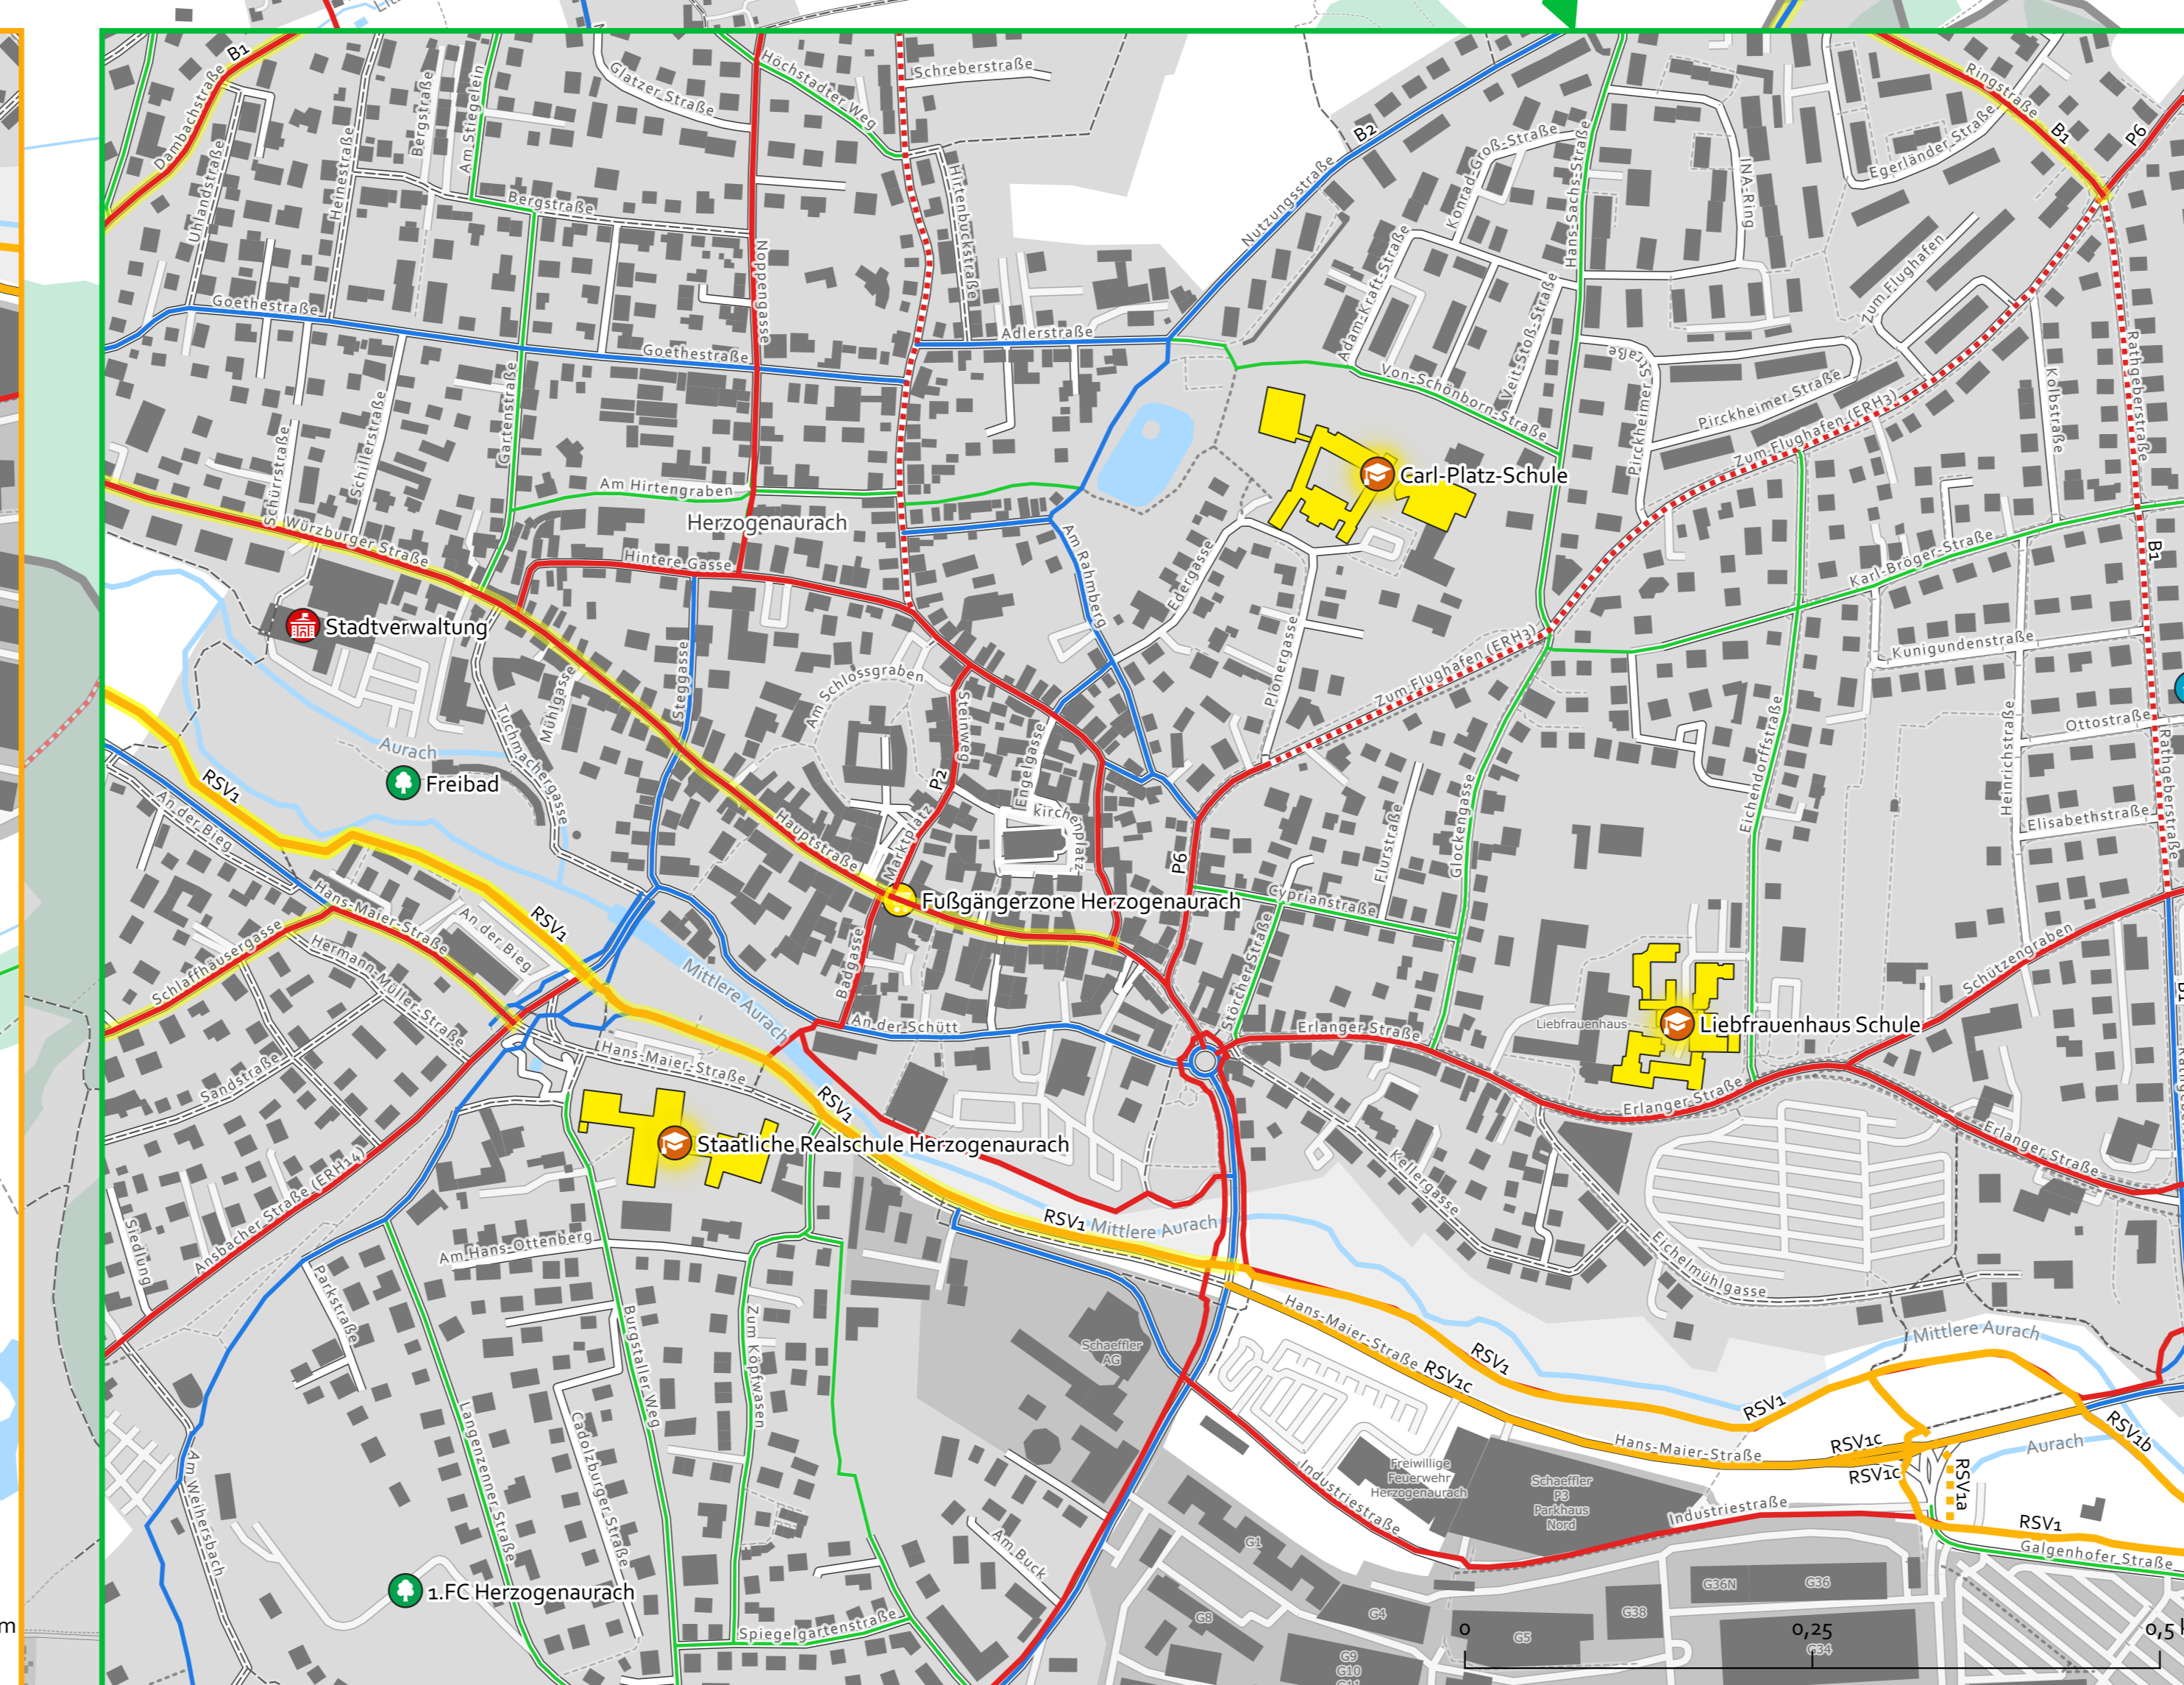 B1
Dambachstraße
Uhlandstraße
Heinestraße
Bergstraße
Am Stiegelein
Bergstraße
Glatzer Straße
Höchstadter Weg
Schreberstraße
Hirtenbuckstraße
Noppengasse
Nutzungsstraße
B2
Konrad-Groß-Straße
Hans-Sachs-Straße
INA-Ring
Ringstraße
B1
P6
Egerländer Straße
Zum Flughafen
Goethestraße
Goethestraße
Adlerstraße
Adam-Kraft-Straße
Veit-Stoß-Straße
Von-Schönborn-Straße
Pirckheimer Straße
Pirckheimer Straße
Zum Flughafen (ERH3)
Kolbstraße
Rathgeberstraße
Gartenstraße
Schillerstraße
Schürrstraße
Am Hirtengraben
Herzogenaurach
Carl-Platz-Schule
Würzburger Straße
Hintere Gasse
Am Rahmberg
Edergasse
Karl-Bröger-Straße
B1
Stadtverwaltung
Steggasse
Am Schlossgraben
Plonergasse
Zum Flughafen (ERH3)
Kunigundenstraße
Mühlgasse
Tuchmachergasse
Steinweg
Engelgasse
Ottostraße
Aurach
Freibad
RSV1
An der Bieg
P2
Marktplatz
Kirchenplatz
Hauptstraße
P6
Flurstraße
Glockengasse
Eichendorffstraße
Heinrichstraße
Elisabethstraße
Rathgeberstraße
Fußgängerzone Herzogenaurach
Cyprianstraße
Störcher Straße
Hans-Maier-Straße
An der Bieg
RSV1
Schlaffhäusergasse
Hermann-Müller-Straße
Badgasse
Mittlere Aurach
An der Schütt
Erlanger Straße
Liebfrauenhaus
Liebfrauenhaus Schule
Schützengraben
Sandstraße
Hans-Maier-Straße
RSV1
Erlanger Straße
Staatliche Realschule Herzogenaurach
Erlanger Straße
Kellergasse
Ansbacher Straße (ERH14)
Siedlung
Am Hans-Ottenberg
RSV1
Mittlere Aurach
Eichelmühlgasse
Parkstraße
Burgstaller Weg
Zum Köpfwasen
Schaeffler
AG
Hans-Maier-Straße
RSV1c
RSV1
Mittlere Aurach
RSV1
Langenzenner Straße
Cadolzburger Straße
Am Weihersbach
Hans-Maier-Straße
RSV1c
RSV1c
RSV1b
Aurach
RSV1a
Freiwillige
Feuerwehr
Herzogenaurach
Schaeffler
P3
Parkhaus
Nord
Industriestraße
Industriestraße
RSV1
Galgenhofer Straße
Am Buck
1.FC Herzogenaurach
Spiegelgartenstraße
G1
G8
G4
G9
G10
G5
G38
G36N
G36
G34
0
0,25
0,5
m